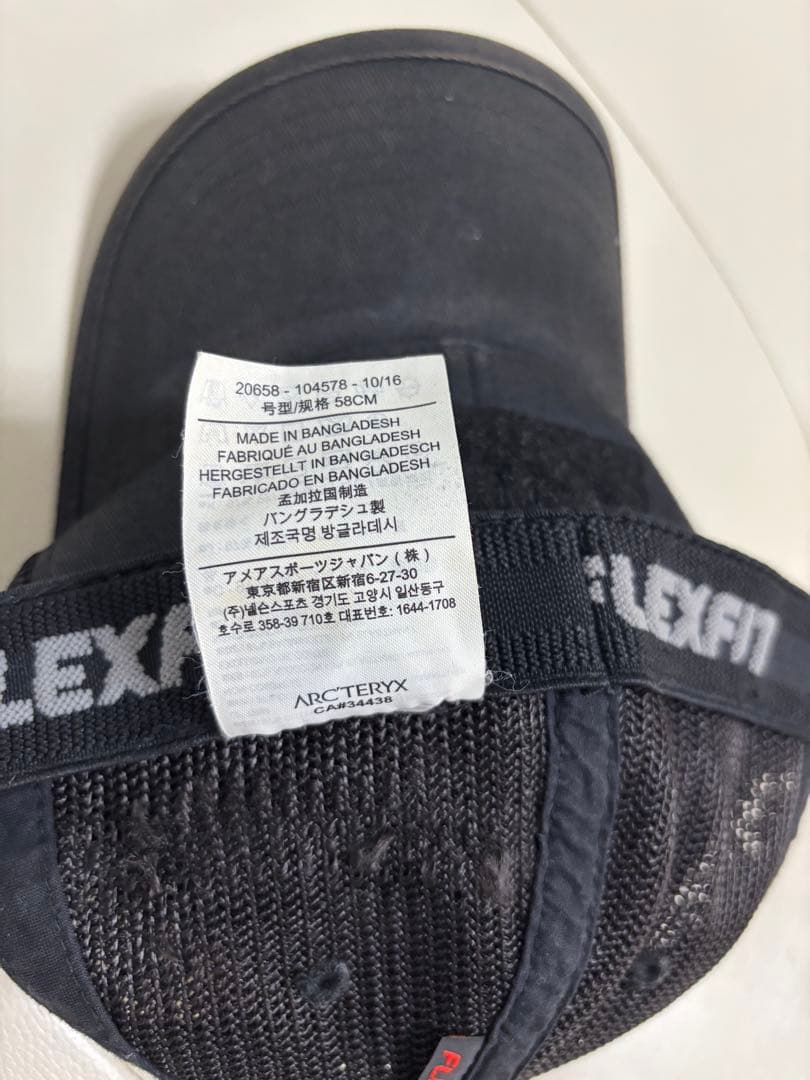 20658 - 104578 - 10/16
号型/规格 58CM
MADE IN BANGLADESH
FABRIQUÉ AU BANGLADESH
HERGESTELLT IN BANGLADESCH
FABRICADO EN BANGLADESH
孟加拉国制造
バングラデシュ製
제조국명 방글라데시
アメアスポーツジャパン ( 株 )
東京都新宿区新宿6-27-30
(주)넬슨스포츠 경기도 고양시 일산동구
호수로 358-39 710호 대표번호: 1644-1708
ARC'TERYX
CA#34438
FLEXFIT